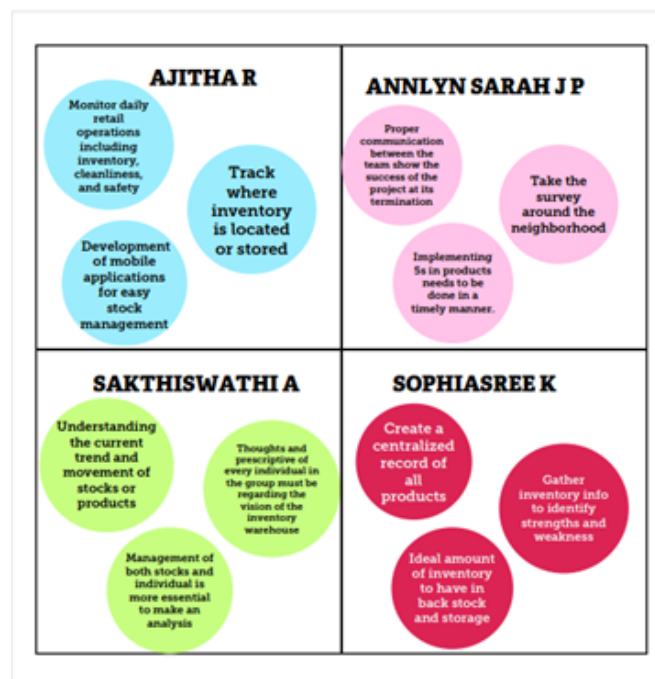 AJITHA R
Monitor daily
retail
operations
including
inventory,
cleanliness,
and safety
Track
where
inventory
is located
or stored
Development
of mobile
applications
for easy
stock
management
ANNLYN SARAH J P
Proper
communication
between the
team show the
success of the
project at its
termination
Take the
survey
around the
neighborhood
Implementing
5s in products
needs to be
done in a
timely manner.
SAKTHISWATHI A
Understanding
the current
trend and
movement of
stocks or
products
Thoughts and
prescriptive of
every individual in
the group must be
regarding the
vision of the
inventory
warehouse
Management of
both stocks and
individual is
more essential
to make an
analysis
SOPHIASREE K
Create a
centralized
record of
all
products
Gather
inventory info
to identify
strengths and
weakness
Ideal amount
of inventory
to have in
back stock
and storage